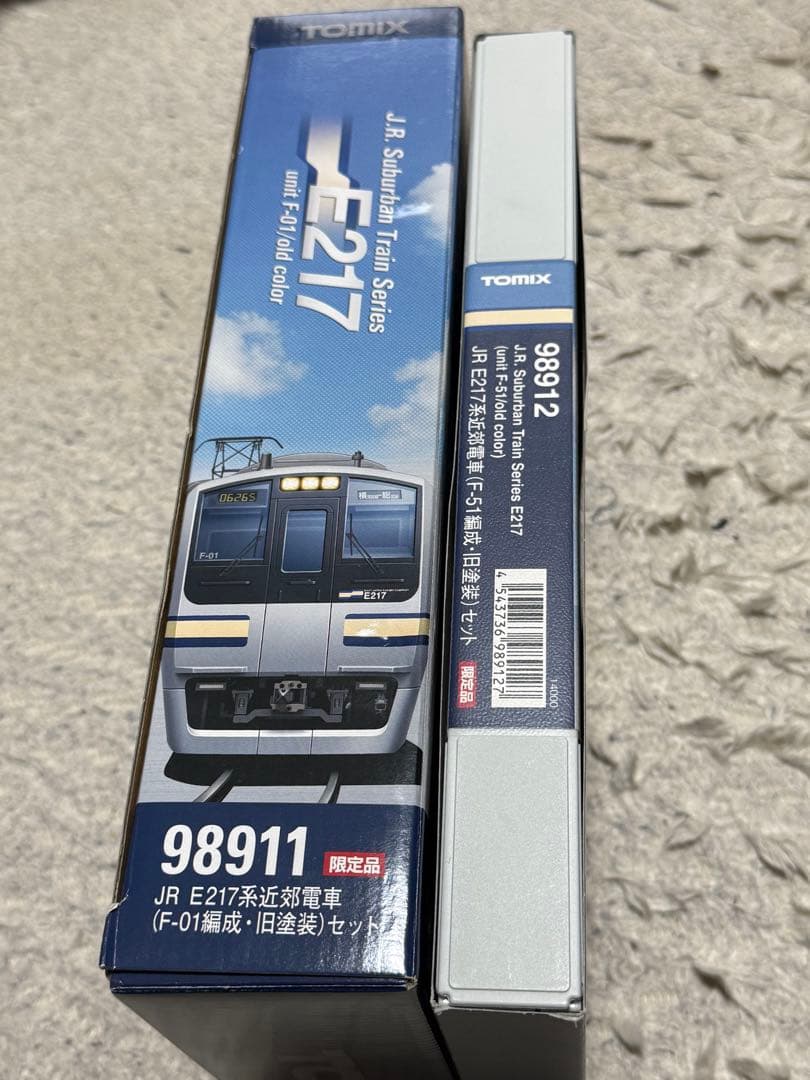 TOMIX
J.R. Suburban Train Series
E217
unit F-01/old color
0626S
F-01
E217
98911 限定品
JR E217系近郊電車
(F-01編成・旧塗装)セット
TOMIX
98912
J.R. Suburban Train Series E217
(unit F-51/old color)
JR E217系近郊電車(F-51編成・旧塗装)セット 限定品
4 543736 989127
14000